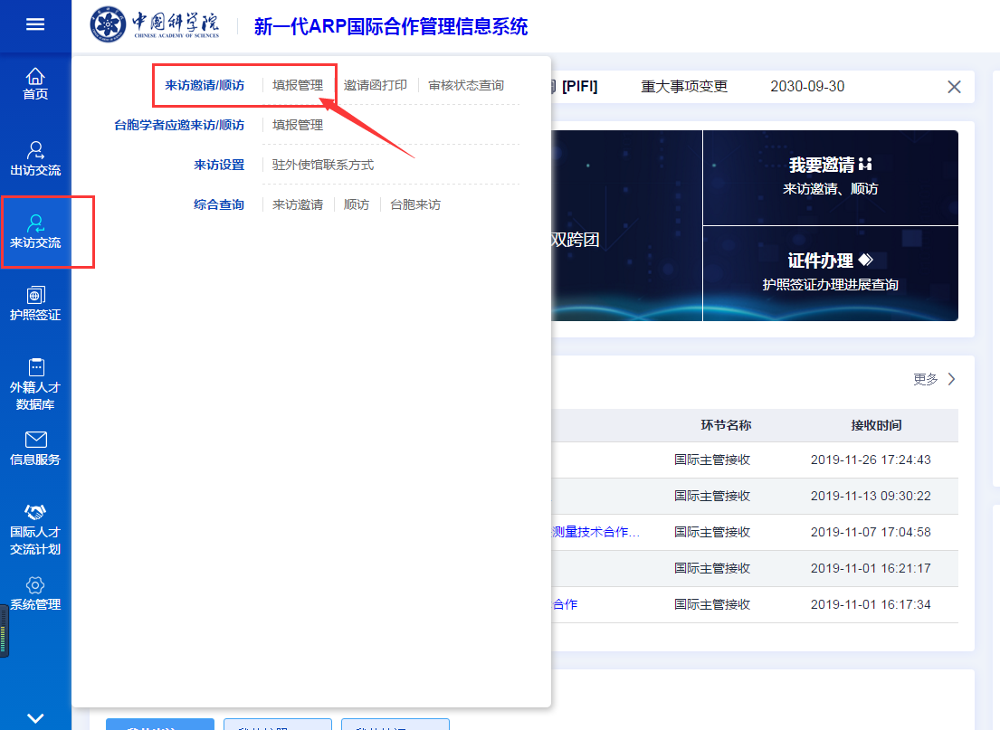 中国科学院
CHINESE ACADEMY OF SCIENCES
新一代ARP国际合作管理信息系统
首页
出访交流
来访交流
护照签证
外籍人才
数据库
信息服务
国际人才
交流计划
系统管理
来访邀请/顺访 填报管理 邀请函打印 审核状态查询
台胞学者应邀来访/顺访 填报管理
来访设置 驻外使馆联系方式
综合查询 来访邀请 顺访 台胞来访
[PIFI] 重大事项变更 2030-09-30
双跨团
我要邀请
来访邀请、顺访
证件办理
护照签证办理进展查询
更多
环节名称 接收时间
国际主管接收 2019-11-26 17:24:43
国际主管接收 2019-11-13 09:30:22
测量技术合作... 国际主管接收 2019-11-07 17:04:58
国际主管接收 2019-11-01 16:21:17
合作 国际主管接收 2019-11-01 16:17:34